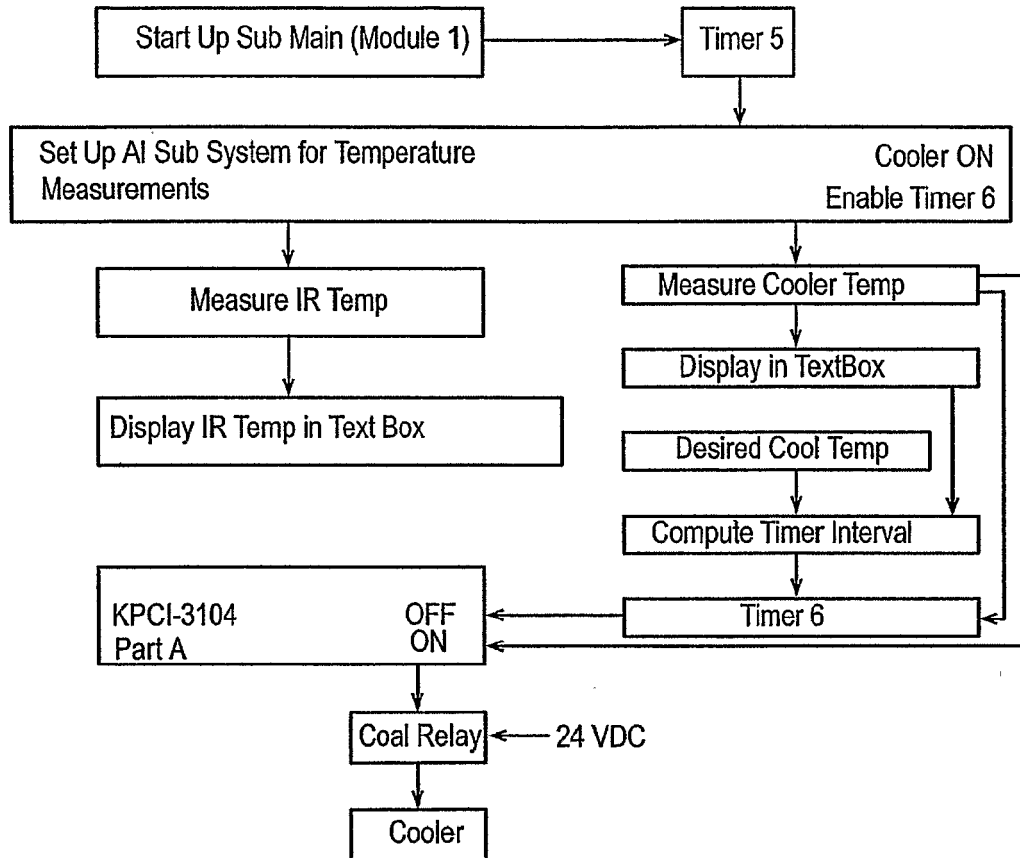 Start Up Sub Main (Module 1)
Timer 5
Set Up AI Sub System for Temperature
Measurements
Cooler ON
Enable Timer 6
Measure IR Temp
Measure Cooler Temp
Display in TextBox
Display IR Temp in Text Box
Desired Cool Temp
Compute Timer Interval
KPCI-3104 OFF
Part A ON
Timer 6
Coal Relay
24 VDC
Cooler